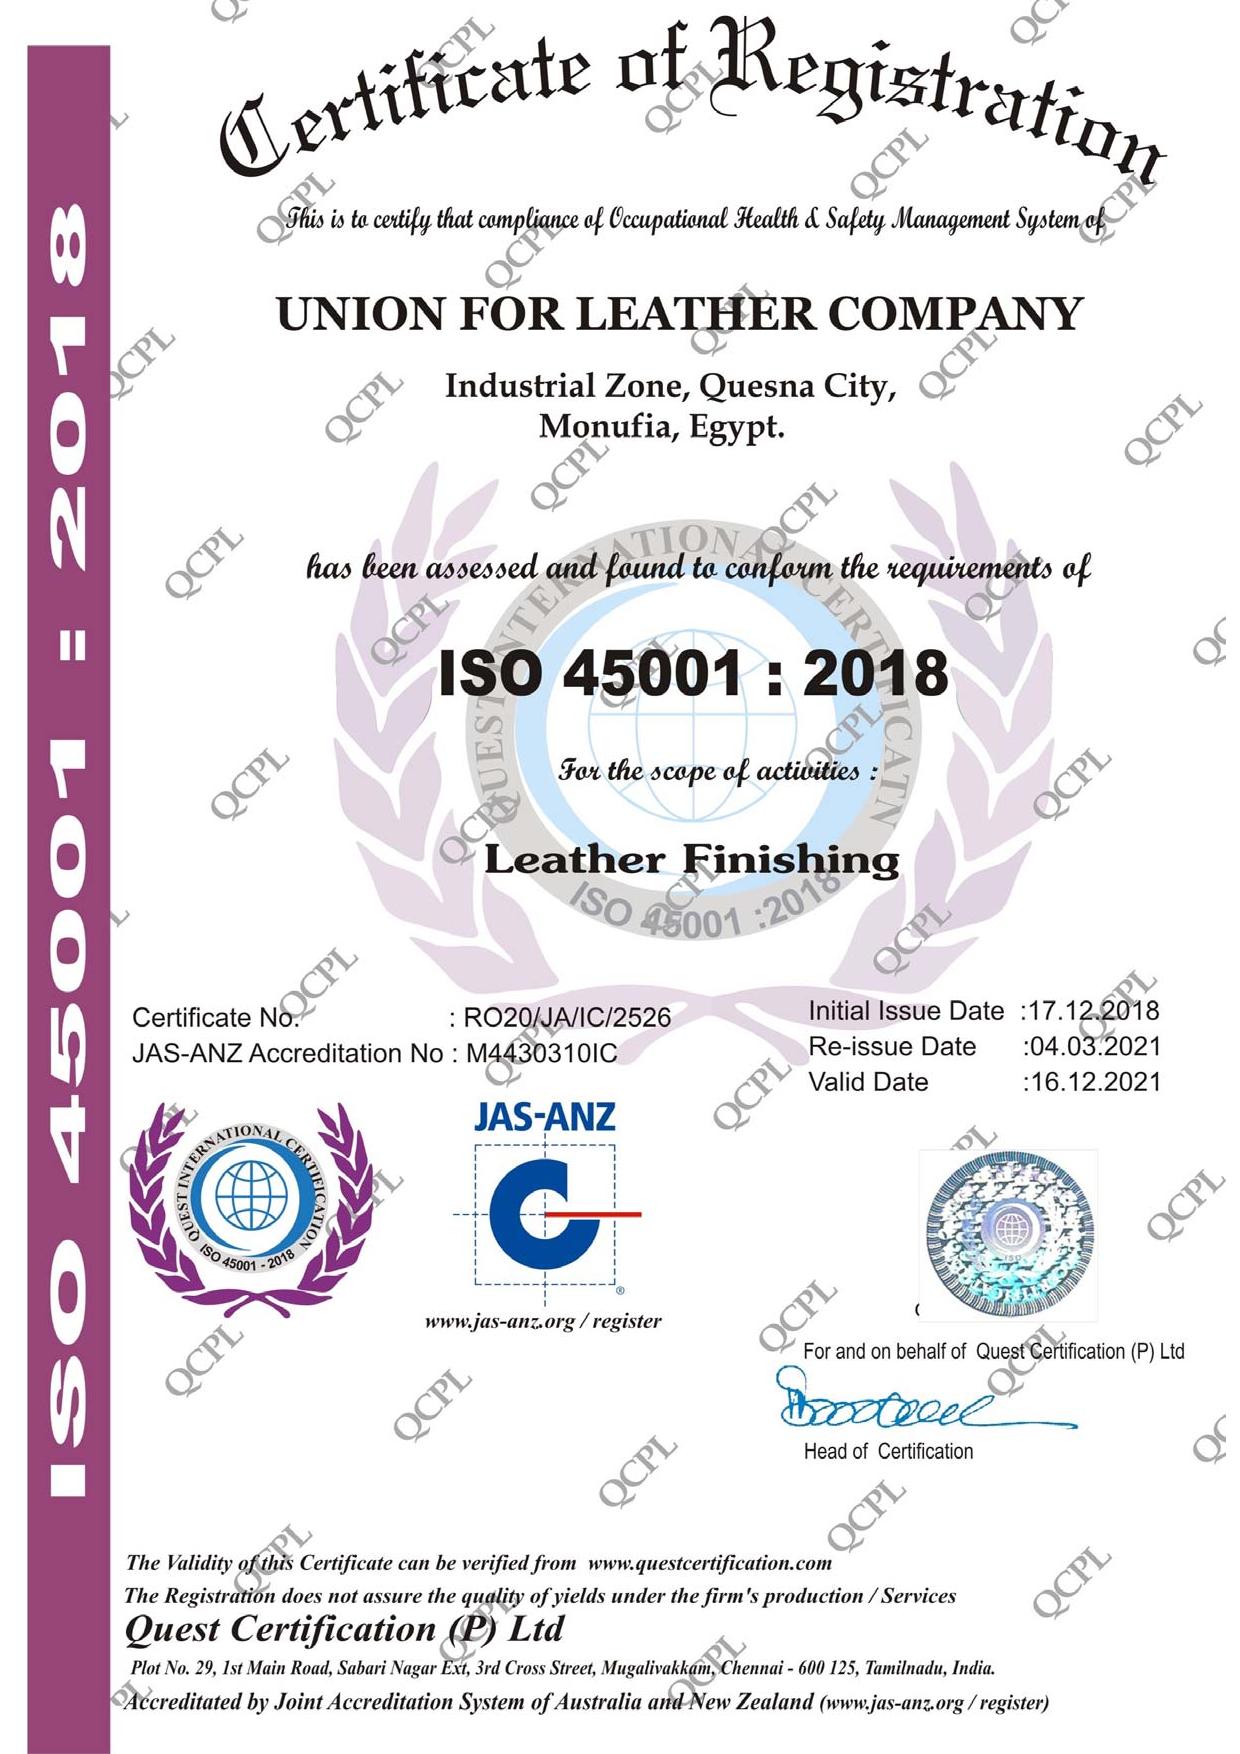 Certificate of Registration
This is to certify that compliance of Occupational Health & Safety Management System of
UNION FOR LEATHER COMPANY
Industrial Zone, Quesna City,
Monufia, Egypt.
has been assessed and found to conform the requirements of
ISO 45001 : 2018
For the scope of activities :
Leather Finishing
QUEST INTERNATIONAL CERTIFICATN
ISO 45001 :2018
Certificate No. : RO20/JA/IC/2526
JAS-ANZ Accreditation No : M4430310IC
Initial Issue Date :17.12.2018
Re-issue Date :04.03.2021
Valid Date :16.12.2021
QUEST INTERNATIONAL CERTIFICATION
ISO 45001 - 2018
JAS-ANZ
®
www.jas-anz.org / register
For and on behalf of Quest Certification (P) Ltd
Head of Certification
The Validity of this Certificate can be verified from www.questcertification.com
The Registration does not assure the quality of yields under the firm's production / Services
Quest Certification (P) Ltd
Plot No. 29, 1st Main Road, Sabari Nagar Ext, 3rd Cross Street, Mugalivakkam, Chennai - 600 125, Tamilnadu, India.
Accreditated by Joint Accreditation System of Australia and New Zealand (www.jas-anz.org / register)
ISO 45001 : 2018
QCPL